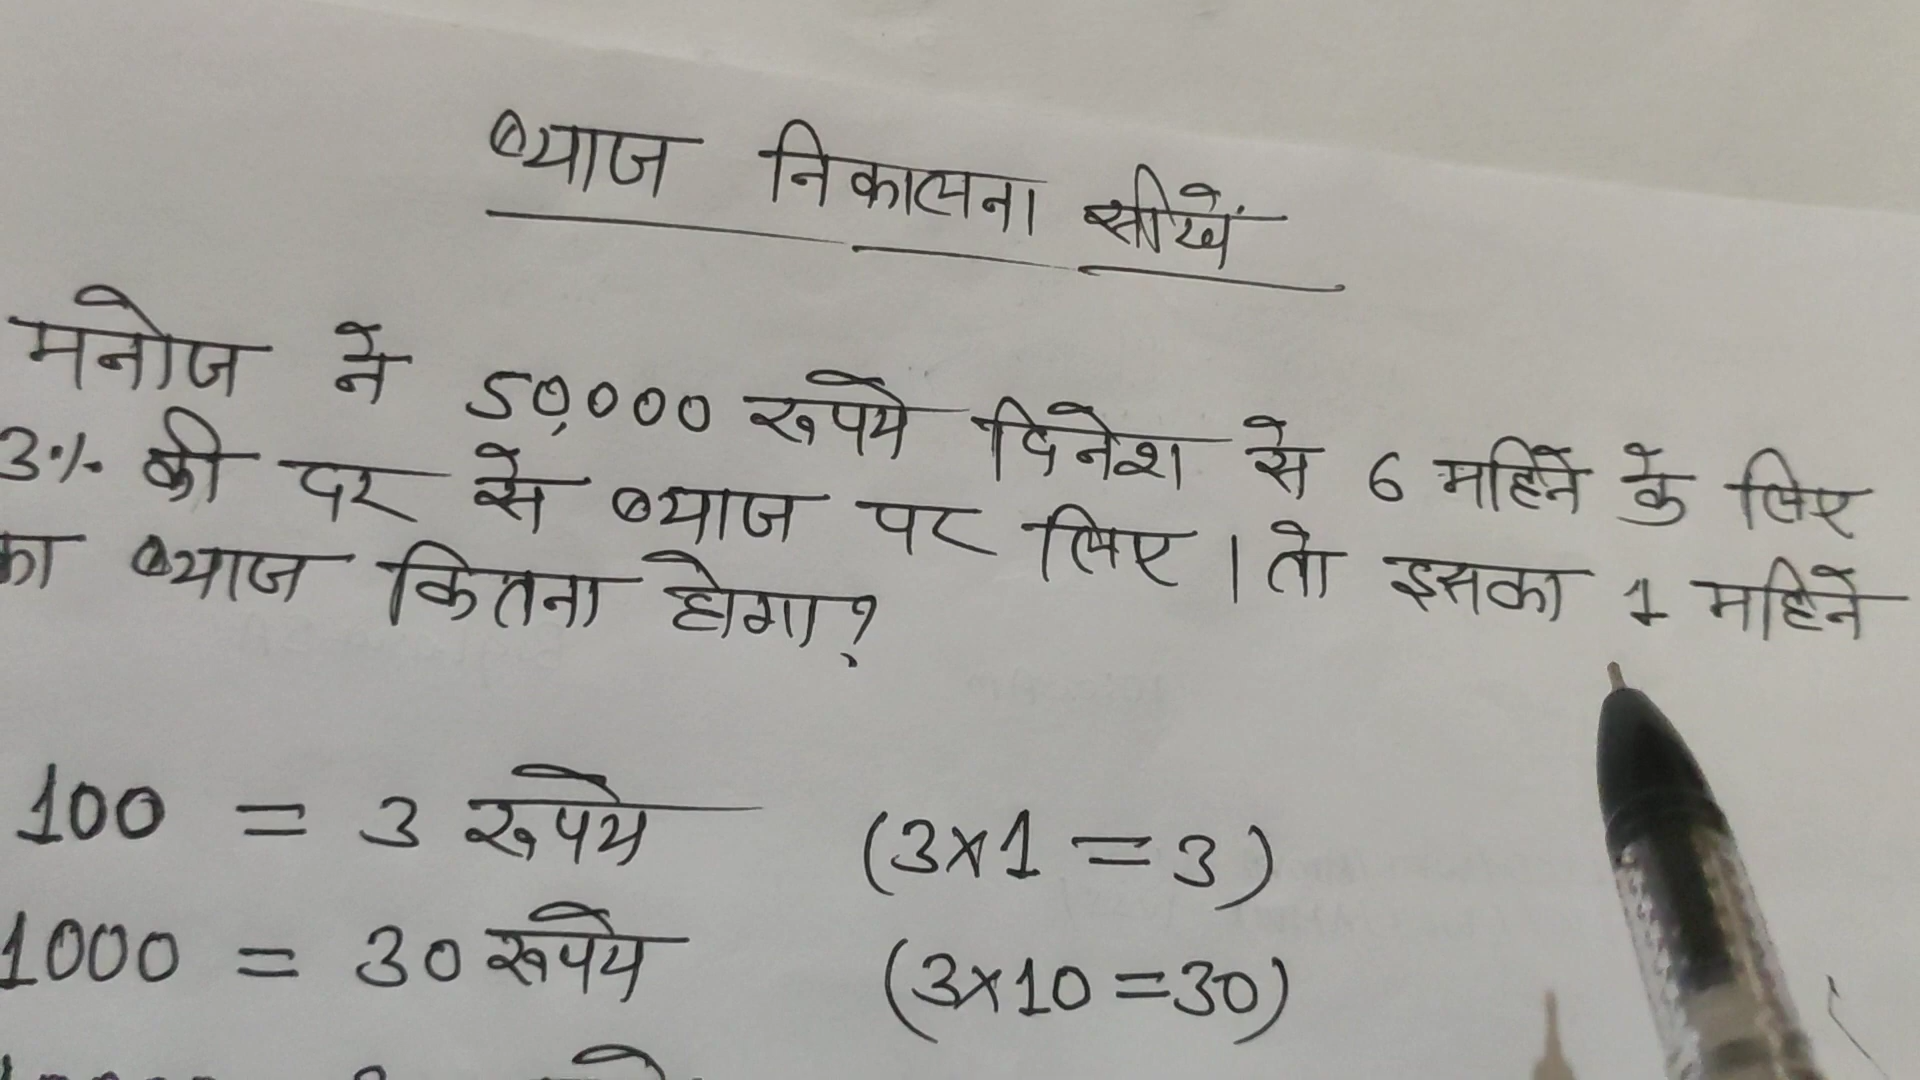 ब्याज निकालना सीखें
मनोज ने 50,000 रूपये दिनेश से 6 महिने के लिए
3% की दर से ब्याज पर लिए। तो इसका 1 महिने
का ब्याज कितना होगा?
100 = 3 रूपये (3×1 = 3)
1000 = 30 रूपये (3×10 = 30)